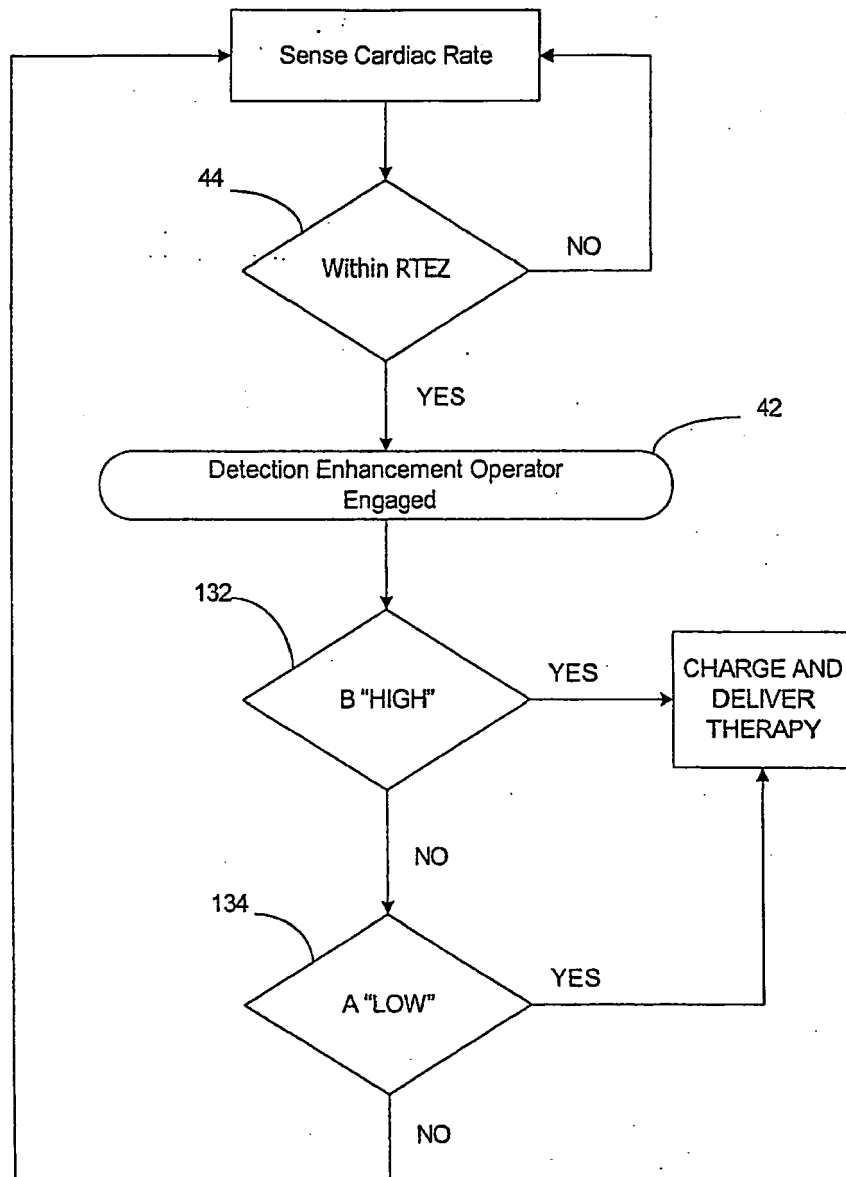 Sense Cardiac Rate
44
Within RTEZ
NO
YES
42
Detection Enhancement Operator
Engaged
132
B "HIGH"
YES
CHARGE AND
DELIVER
THERAPY
NO
134
A "LOW"
YES
NO